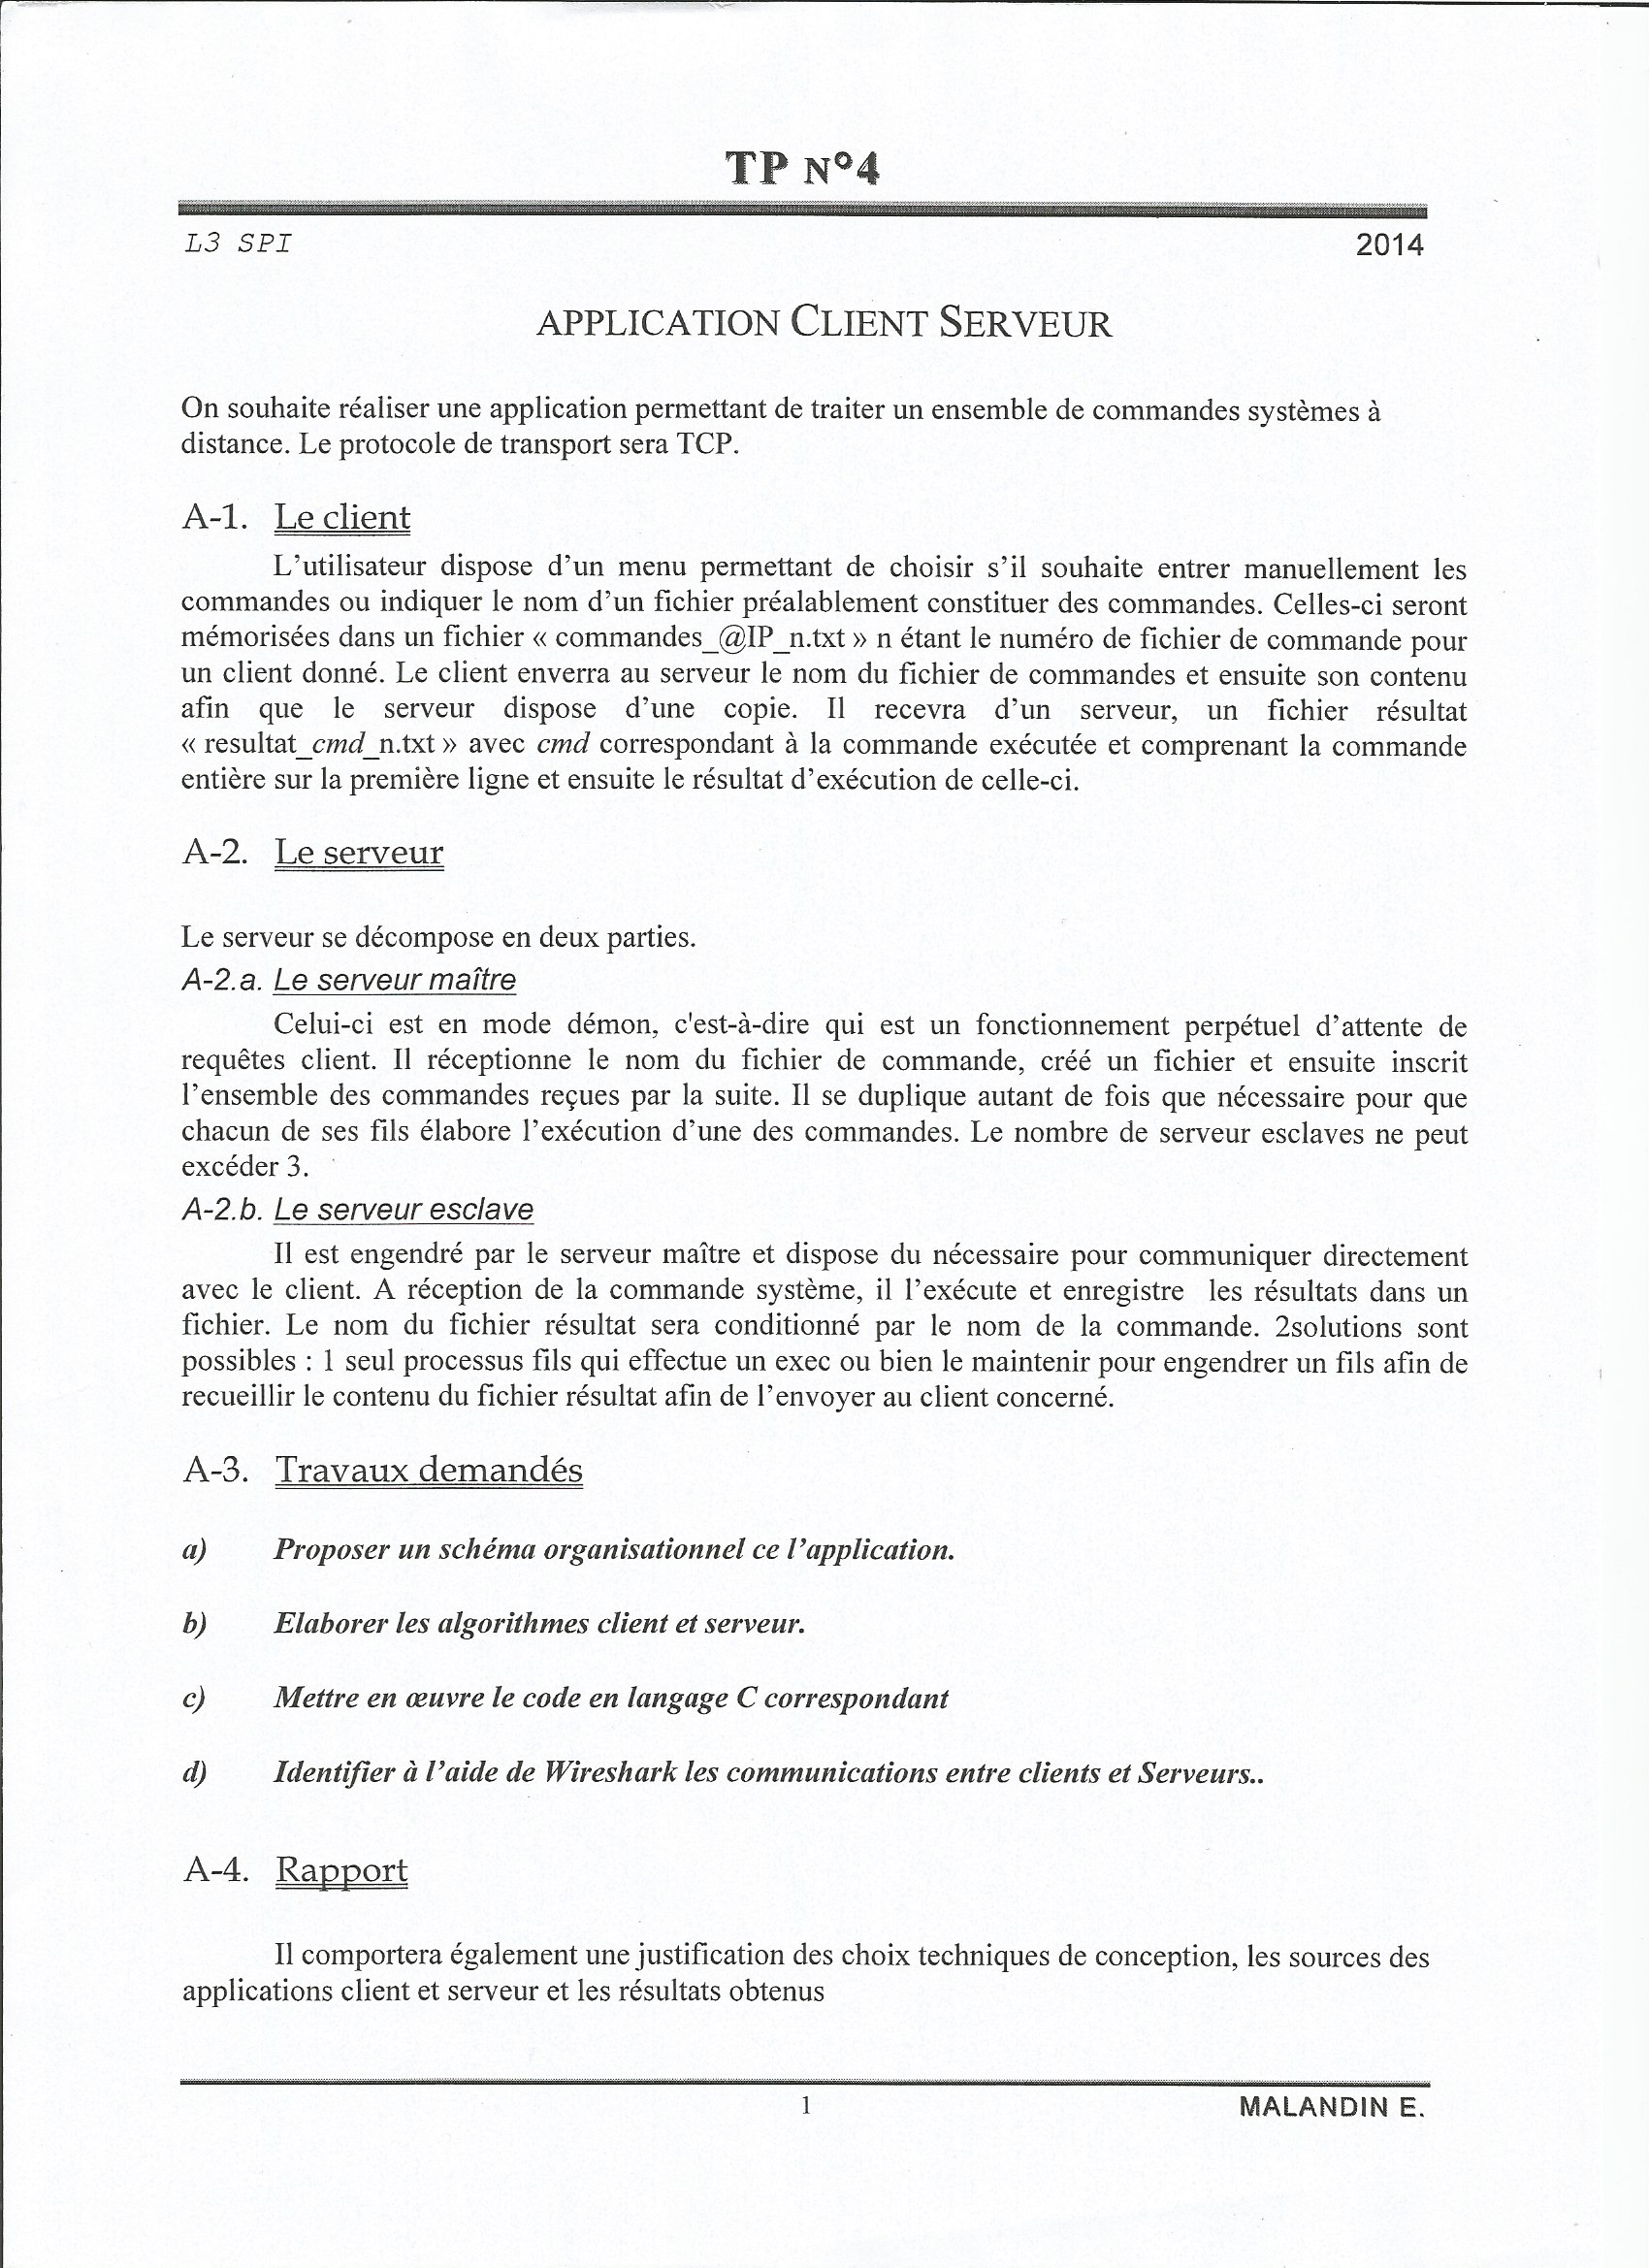 TP N°4
L3 SPI 2014
APPLICATION CLIENT SERVEUR
On souhaite réaliser une application permettant de traiter un ensemble de commandes systèmes à
distance. Le protocole de transport sera TCP.
A-1. Le client
L'utilisateur dispose d'un menu permettant de choisir s'il souhaite entrer manuellement les
commandes ou indiquer le nom d'un fichier préalablement constituer des commandes. Celles-ci seront
mémorisées dans un fichier « commandes_@IP_n.txt » n étant le numéro de fichier de commande pour
un client donné. Le client enverra au serveur le nom du fichier de commandes et ensuite son contenu
afin que le serveur dispose d'une copie. Il recevra d'un serveur, un fichier résultat
« resultat_cmd_n.txt » avec cmd correspondant à la commande exécutée et comprenant la commande
entière sur la première ligne et ensuite le résultat d'exécution de celle-ci.
A-2. Le serveur
Le serveur se décompose en deux parties.
A-2.a. Le serveur maître
Celui-ci est en mode démon, c'est-à-dire qui est un fonctionnement perpétuel d'attente de
requêtes client. Il réceptionne le nom du fichier de commande, créé un fichier et ensuite inscrit
l'ensemble des commandes reçues par la suite. Il se duplique autant de fois que nécessaire pour que
chacun de ses fils élabore l'exécution d'une des commandes. Le nombre de serveur esclaves ne peut
excéder 3.
A-2.b. Le serveur esclave
Il est engendré par le serveur maître et dispose du nécessaire pour communiquer directement
avec le client. A réception de la commande système, il l'exécute et enregistre les résultats dans un
fichier. Le nom du fichier résultat sera conditionné par le nom de la commande. 2solutions sont
possibles : 1 seul processus fils qui effectue un exec ou bien le maintenir pour engendrer un fils afin de
recueillir le contenu du fichier résultat afin de l'envoyer au client concerné.
A-3. Travaux demandés
a) Proposer un schéma organisationnel ce l'application.
b) Elaborer les algorithmes client et serveur.
c) Mettre en œuvre le code en langage C correspondant
d) Identifier à l'aide de Wireshark les communications entre clients et Serveurs..
A-4. Rapport
Il comportera également une justification des choix techniques de conception, les sources des
applications client et serveur et les résultats obtenus
1 MALANDIN E.